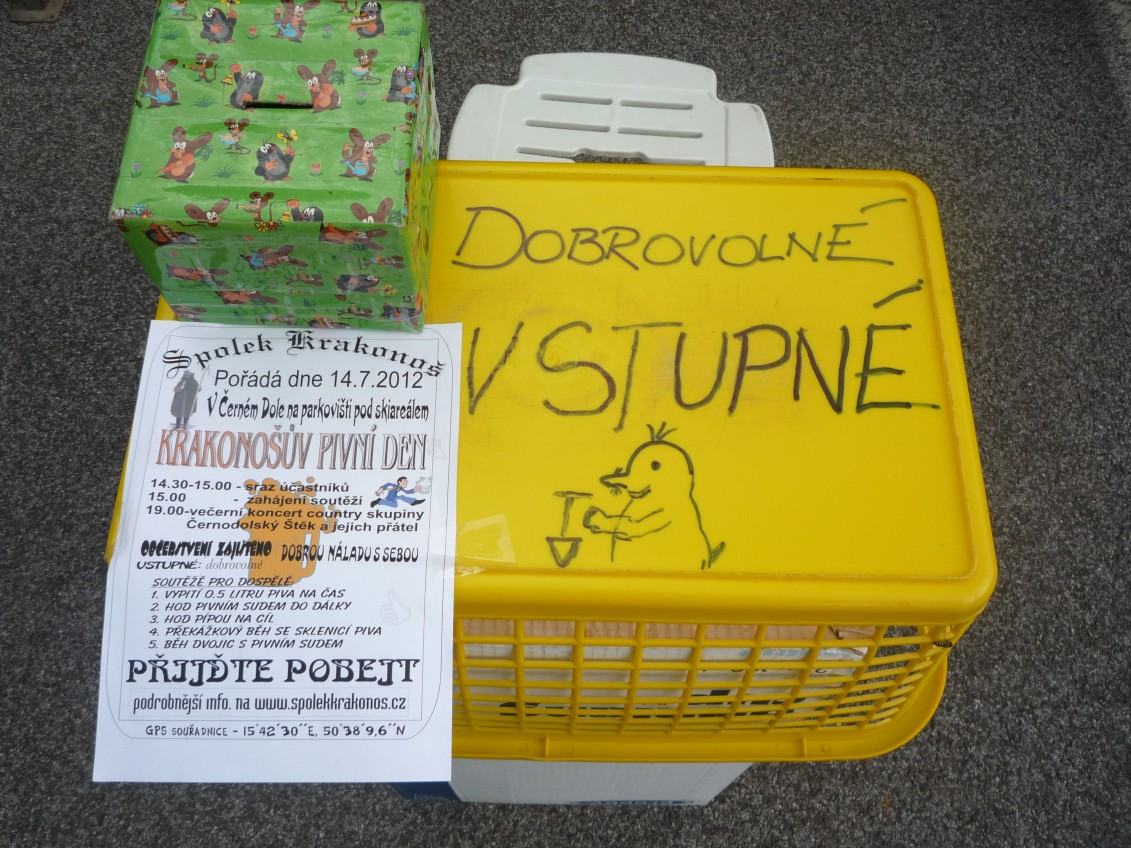 DOBROVOLNÉ
VSTUPNÉ
Spolek Krakonoš
Pořádá dne 14.7.2012
V Černém Dole na parkovišti pod skiareálem
KRAKONOŠŮV PIVNÍ DEN
14.30-15.00 - sraz účastníků
15.00 - zahájení soutěží
19.00-večerní koncert country skupiny
Černodolský Štěk a jejich přátel
OBČERSTVENÍ ZAJIŠTĚNO DOBROU NÁLADU S SEBOU
VSTUPNÉ: dobrovolné
SOUTĚŽE PRO DOSPĚLÉ:
1. VYPITÍ 0.5 LITRU PIVA NA ČAS
2. HOD PIVNÍM SUDEM DO DÁLKY
3. HOD PÍPOU NA CÍL
4. PŘEKÁŽKOVÝ BĚH SE SKLENICÍ PIVA
5. BĚH DVOJIC S PIVNÍM SUDEM
PŘIJĎTE POBEJT
podrobnější info. na www.spolekkrakonos.cz
GPS SOUŘADNICE - 15°42´30´´E, 50°38´9,6´´N